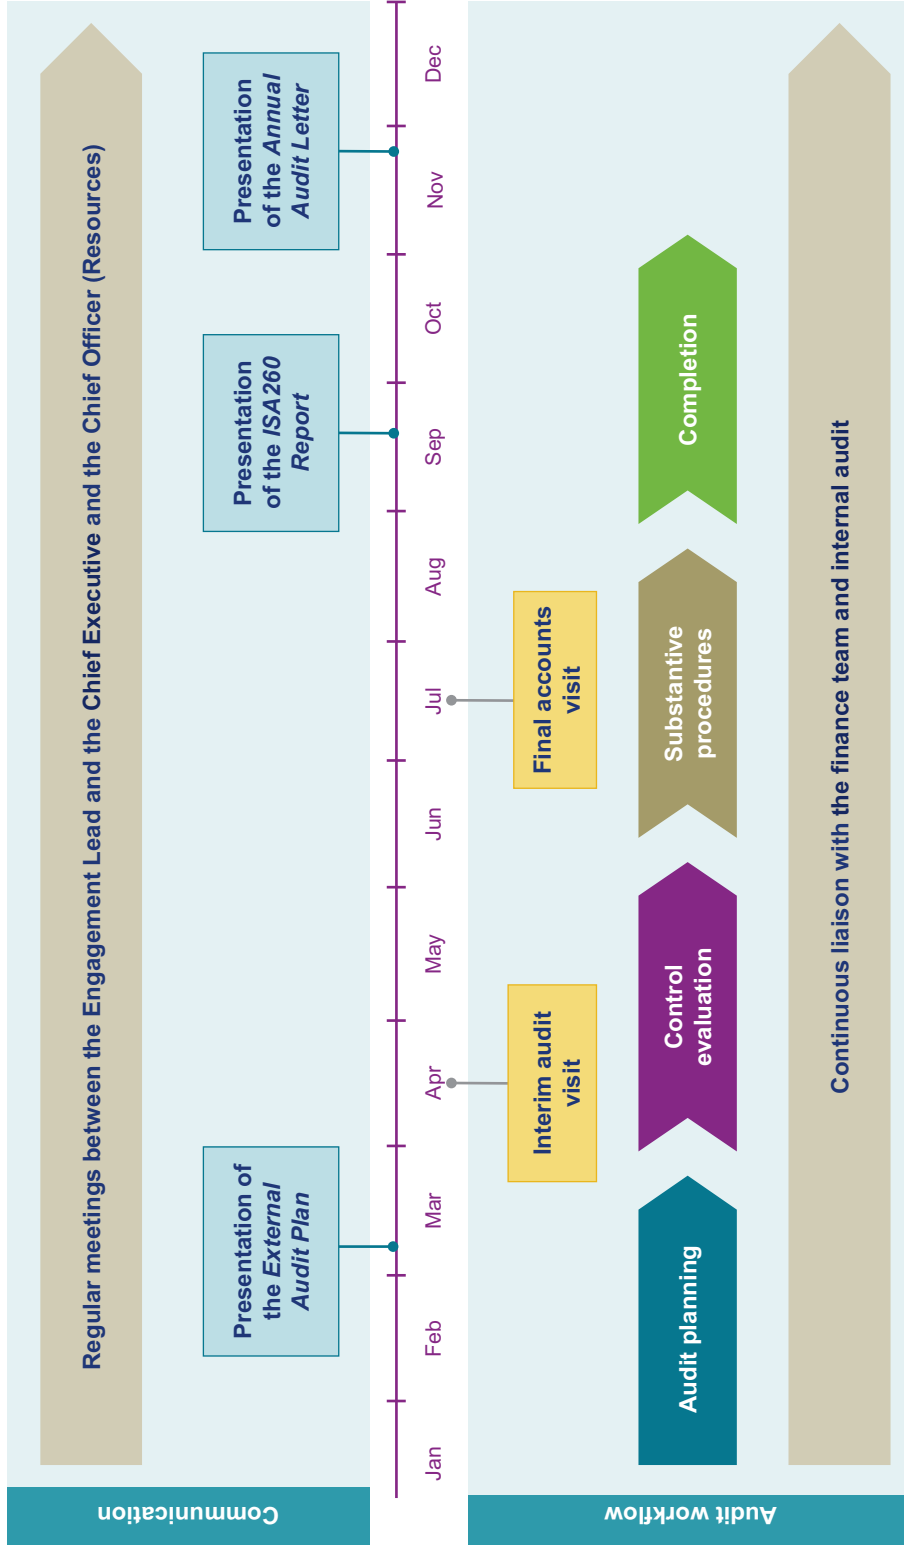 Communication
Regular meetings between the Engagement Lead and the Chief Executive and the Chief Officer (Resources)
Presentation of
the External
Audit Plan
Presentation
of the ISA260
Report
Presentation
of the Annual
Audit Letter
Jan
Feb
Mar
Apr
May
Jun
Jul
Aug
Sep
Oct
Nov
Dec
Audit workflow
Interim audit
visit
Final accounts
visit
Audit planning
Control
evaluation
Substantive
procedures
Completion
Continuous liaison with the finance team and internal audit